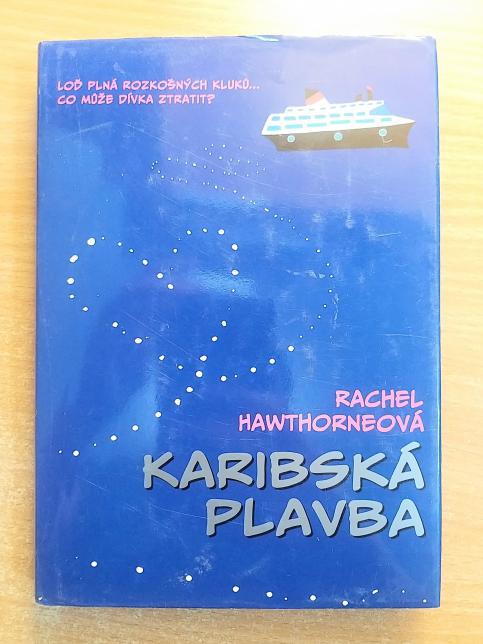 LOĎ PLNÁ ROZKOŠNÝCH KLUKŮ...
CO MŮŽE DÍVKA ZTRATIT?
RACHEL
HAWTHORNEOVÁ
KARIBSKÁ
PLAVBA